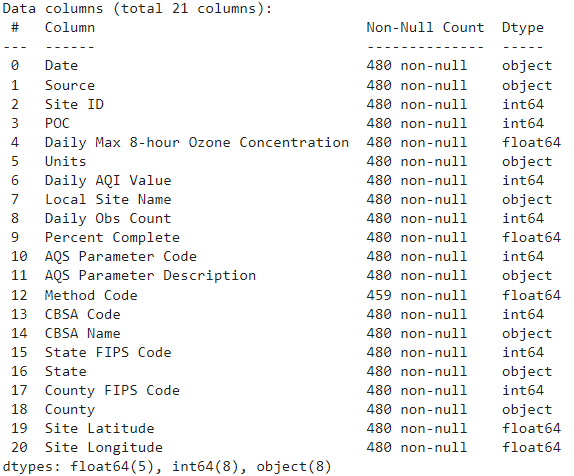 Data columns (total 21 columns):
 #   Column                                Non-Null Count  Dtype
---  ------                                --------------  -----
 0   Date                                  480 non-null    object
 1   Source                                480 non-null    object
 2   Site ID                               480 non-null    int64
 3   POC                                   480 non-null    int64
 4   Daily Max 8-hour Ozone Concentration  480 non-null    float64
 5   Units                                 480 non-null    object
 6   Daily AQI Value                       480 non-null    int64
 7   Local Site Name                       480 non-null    object
 8   Daily Obs Count                       480 non-null    int64
 9   Percent Complete                      480 non-null    float64
 10  AQS Parameter Code                    480 non-null    int64
 11  AQS Parameter Description             480 non-null    object
 12  Method Code                           459 non-null    float64
 13  CBSA Code                             480 non-null    int64
 14  CBSA Name                             480 non-null    object
 15  State FIPS Code                       480 non-null    int64
 16  State                                 480 non-null    object
 17  County FIPS Code                      480 non-null    int64
 18  County                                480 non-null    object
 19  Site Latitude                         480 non-null    float64
 20  Site Longitude                        480 non-null    float64
dtypes: float64(5), int64(8), object(8)